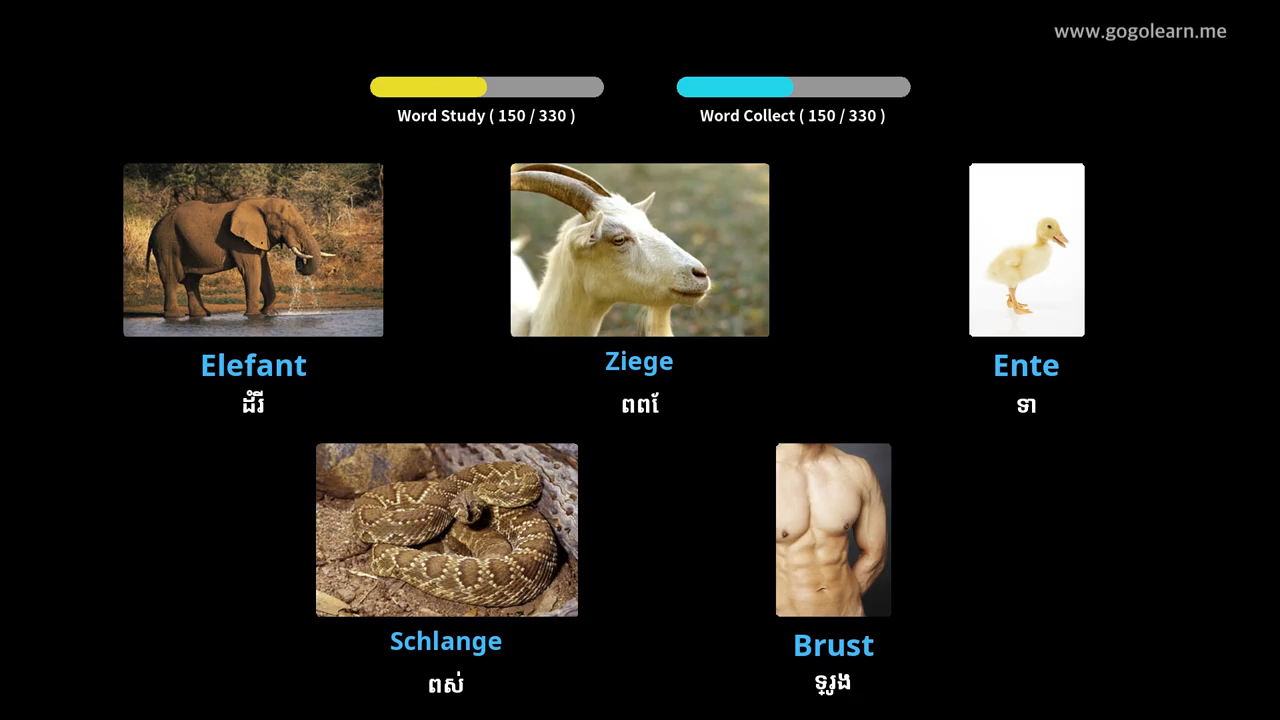 www.gogolearn.me
Word Study ( 150 / 330 )
Word Collect ( 150 / 330 )
Elefant
ដំរី
Ziege
ពពែ
Ente
ទា
Schlange
ពស់
Brust
ទ្រូង